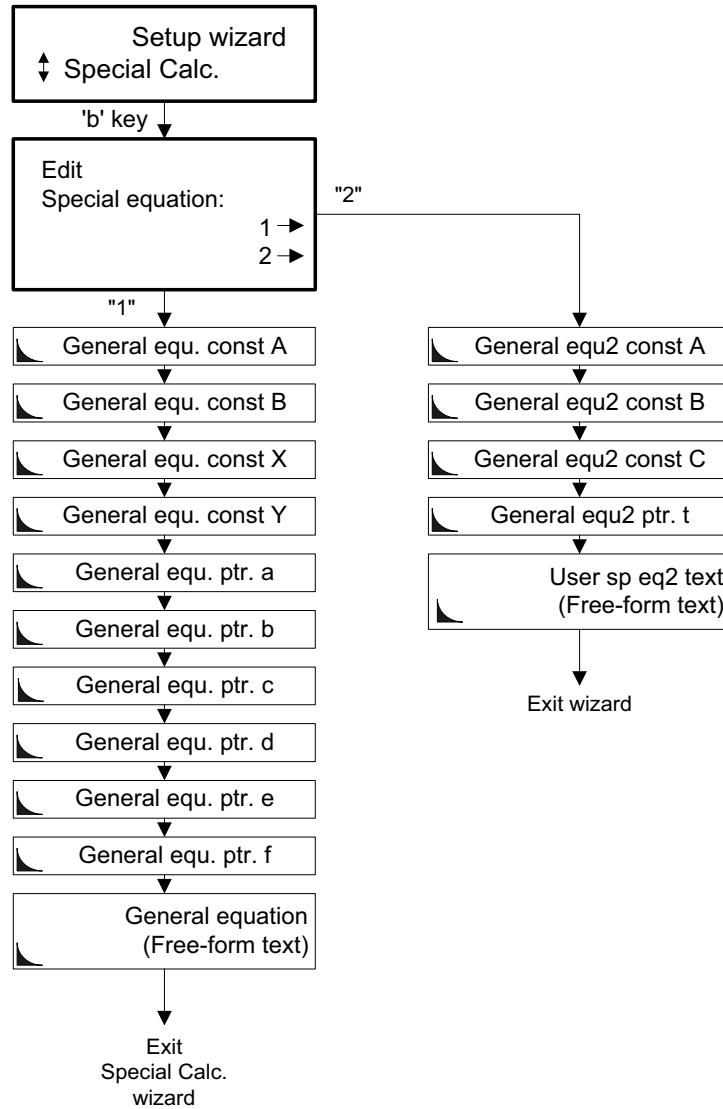 Setup wizard
Special Calc.
'b' key
Edit
Special equation:
1
2
"2"
"1"
General equ. const A
General equ. const B
General equ. const X
General equ. const Y
General equ. ptr. a
General equ. ptr. b
General equ. ptr. c
General equ. ptr. d
General equ. ptr. e
General equ. ptr. f
General equation
(Free-form text)
Exit
Special Calc.
wizard
General equ2 const A
General equ2 const B
General equ2 const C
General equ2 ptr. t
User sp eq2 text
(Free-form text)
Exit wizard